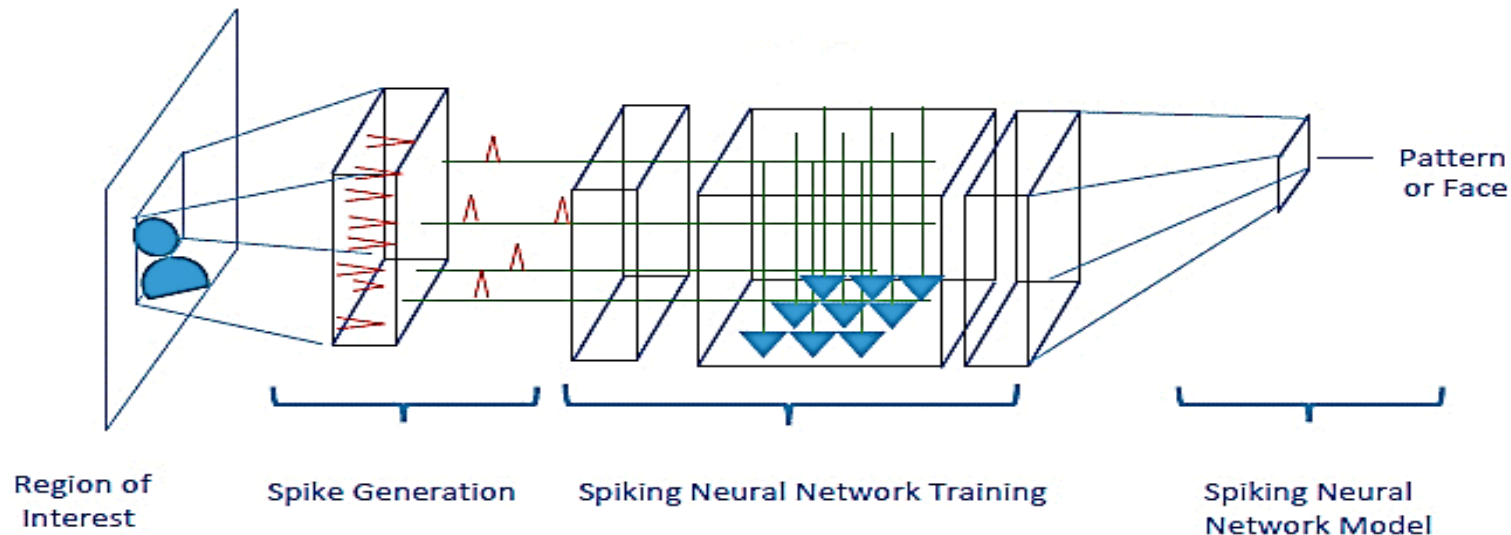 Pattern
or Face
Region of
Interest
Spike Generation
Spiking Neural Network Training
Spiking Neural
Network Model